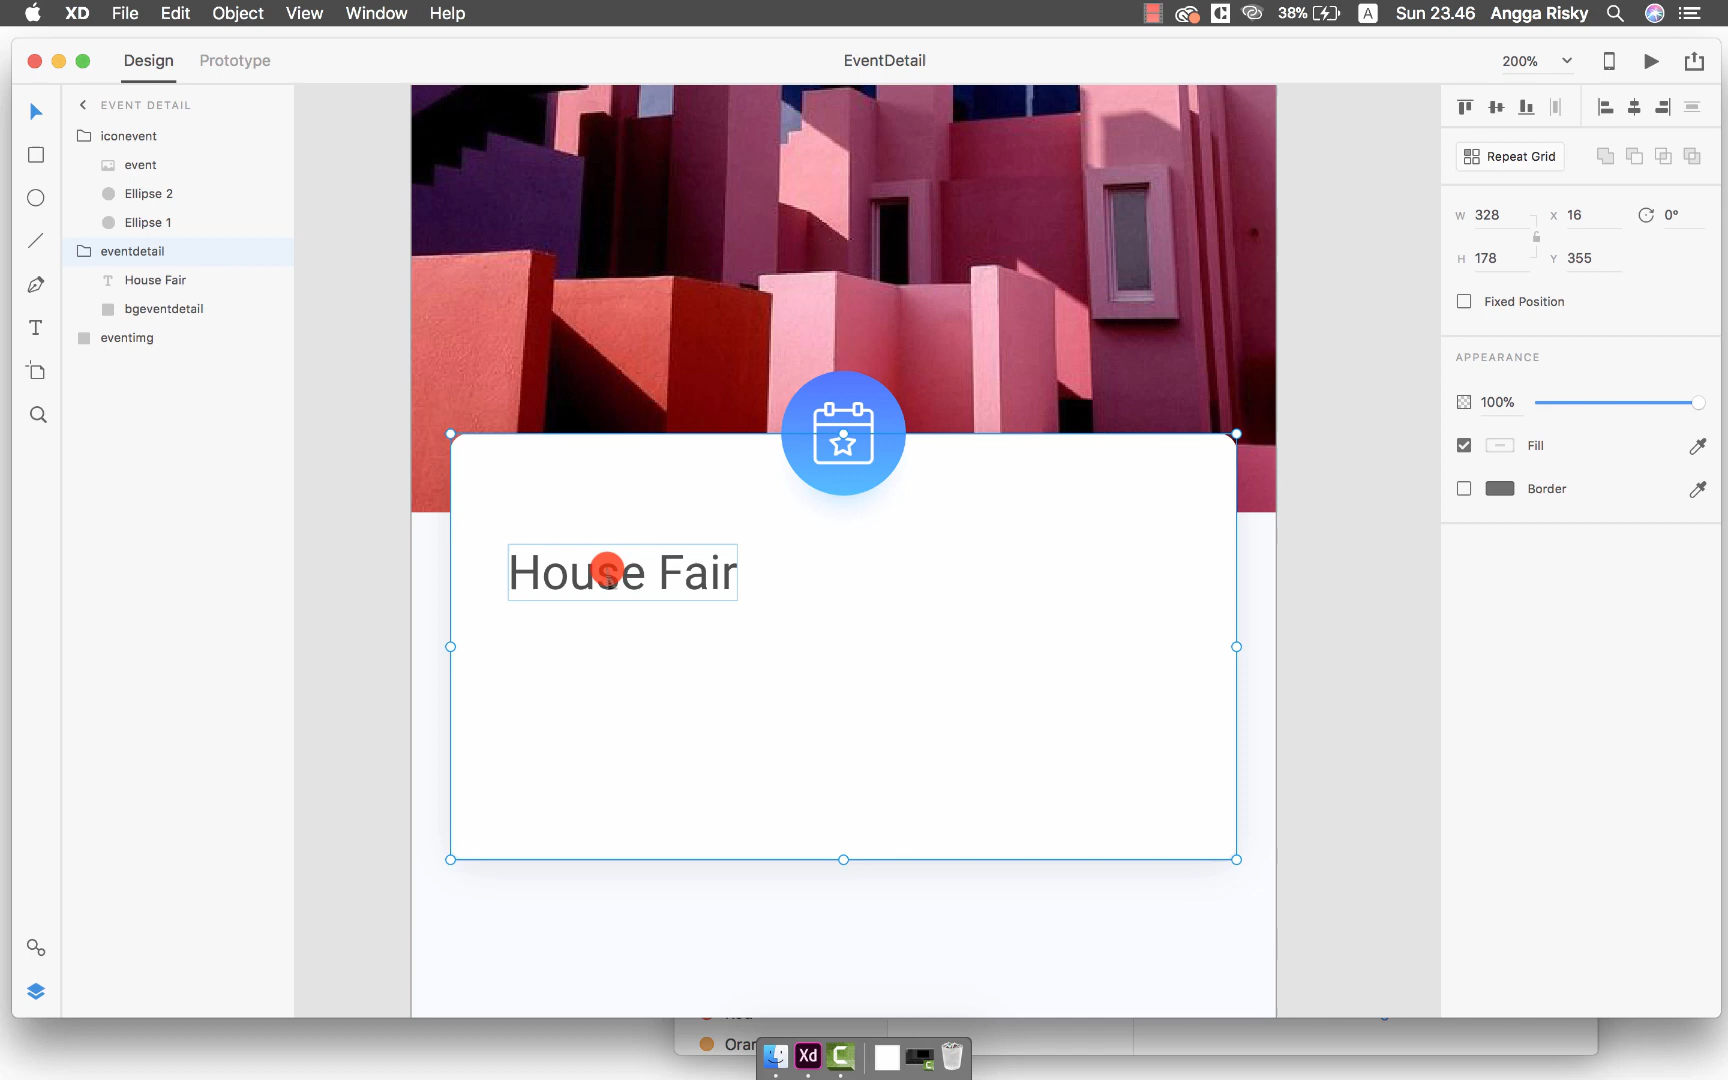 XD File Edit Object View Window Help 38% A Sun 23.46 Angga Risky
Design Prototype EventDetail 200%
EVENT DETAIL
iconevent
event
Ellipse 2
Ellipse 1
eventdetail
T House Fair
bgeventdetail
eventimg
T
House Fair
Repeat Grid
W 328 X 16 0°
H 178 Y 355
Fixed Position
APPEARANCE
100%
Fill
Border
Oran
Xd C